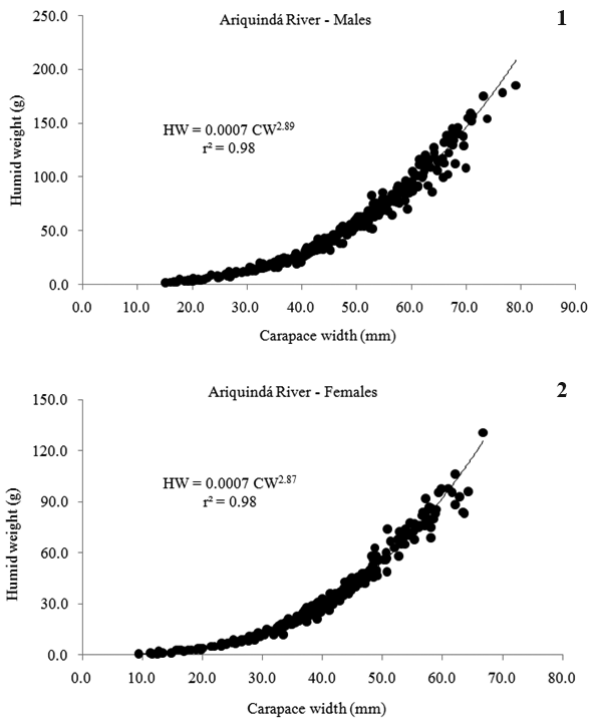 Ariquindá River - Males
1
250.0
200.0
150.0
100.0
50.0
0.0
Humid weight (g)
HW = 0.0007 CW^2.89
r² = 0.98
0.0 10.0 20.0 30.0 40.0 50.0 60.0 70.0 80.0 90.0
Carapace width (mm)
Ariquindá River - Females
2
150.0
120.0
90.0
60.0
30.0
0.0
Humid weight (g)
HW = 0.0007 CW^2.87
r² = 0.98
0.0 10.0 20.0 30.0 40.0 50.0 60.0 70.0 80.0
Carapace width (mm)